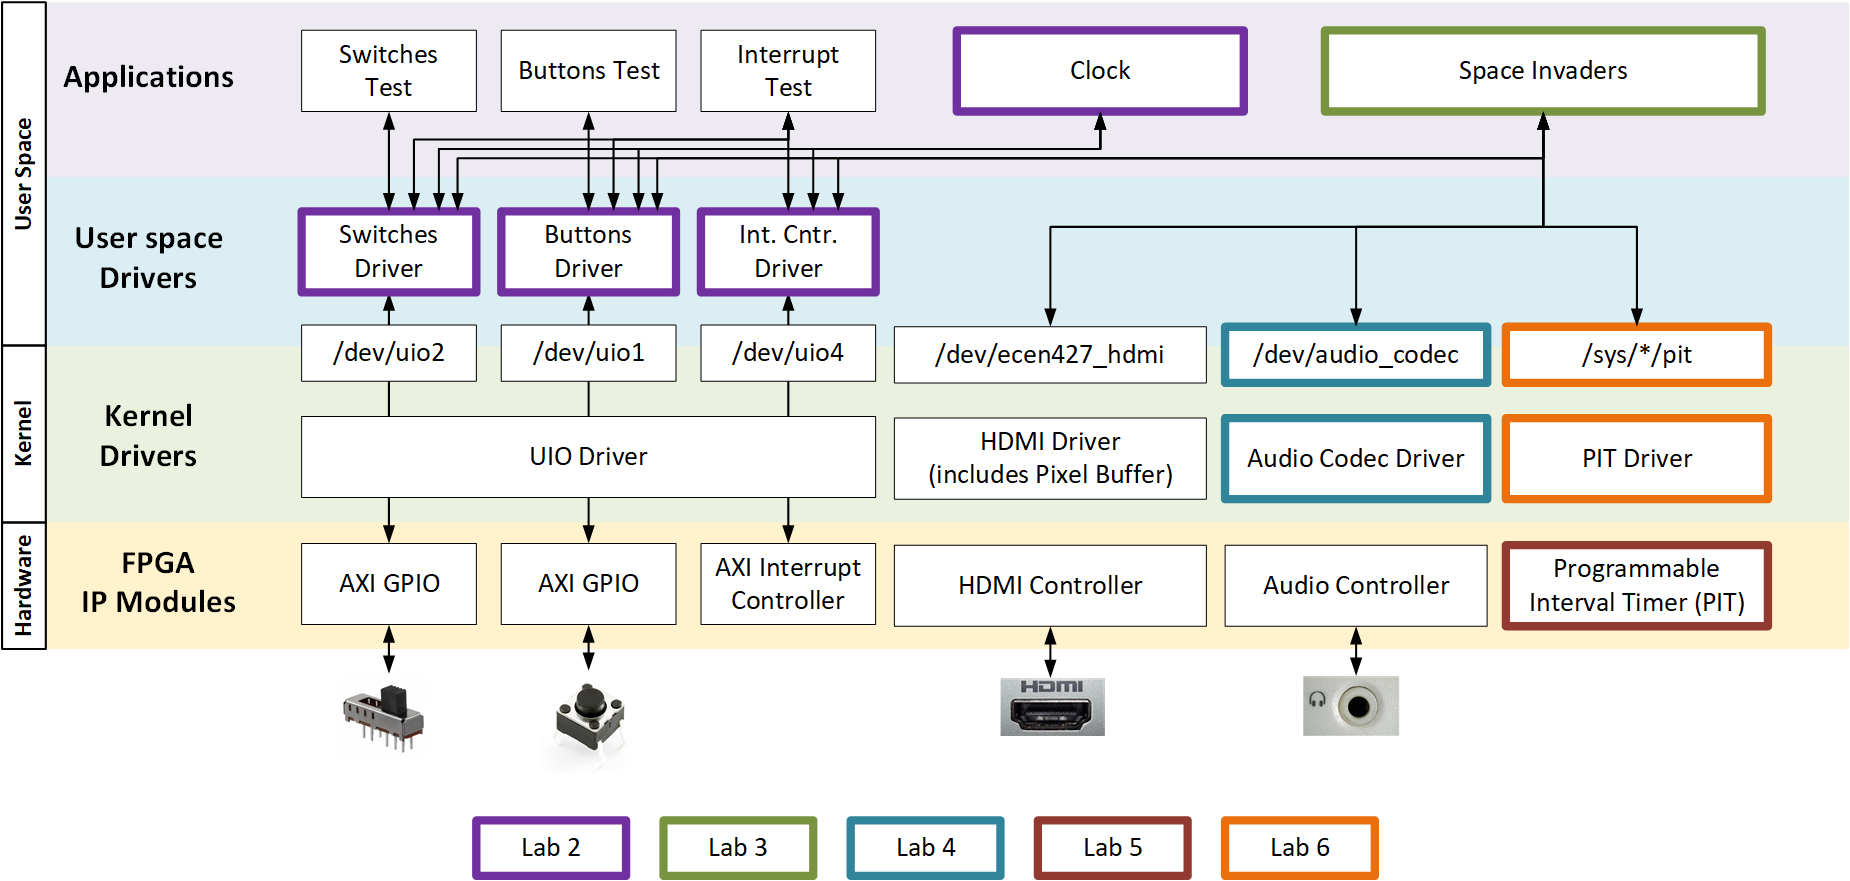 User Space
Kernel
Hardware
Applications
Switches
Test
Buttons Test
Interrupt
Test
Clock
Space Invaders
User space
Drivers
Switches
Driver
Buttons
Driver
Int. Cntr.
Driver
/dev/uio2
/dev/uio1
/dev/uio4
/dev/ecen427_hdmi
/dev/audio_codec
/sys/*/pit
Kernel
Drivers
UIO Driver
HDMI Driver
(includes Pixel Buffer)
Audio Codec Driver
PIT Driver
FPGA
IP Modules
AXI GPIO
AXI GPIO
AXI Interrupt
Controller
HDMI Controller
Audio Controller
Programmable
Interval Timer (PIT)
HDMI
Lab 2
Lab 3
Lab 4
Lab 5
Lab 6